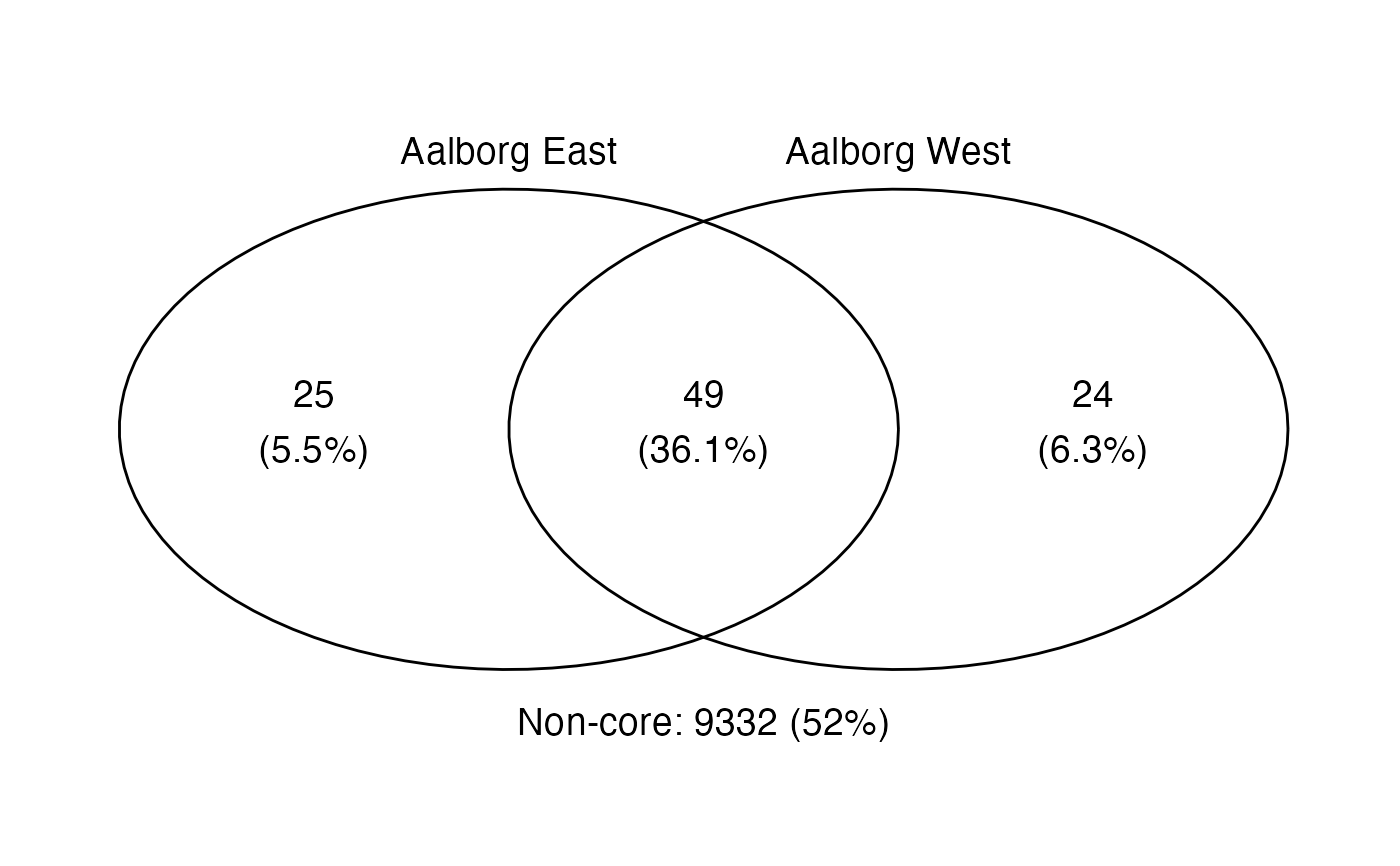 Aalborg East
Aalborg West
25
(5.5%)
49
(36.1%)
24
(6.3%)
Non-core: 9332 (52%)